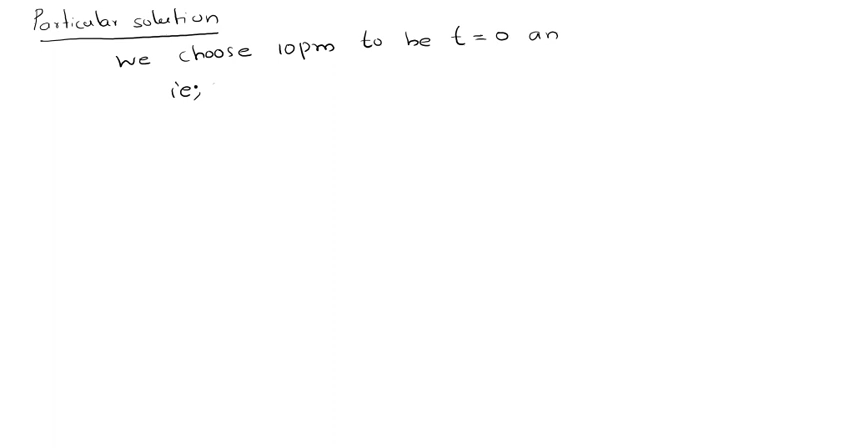 Particular solution
we choose 10pm to be t = 0 an
ie;